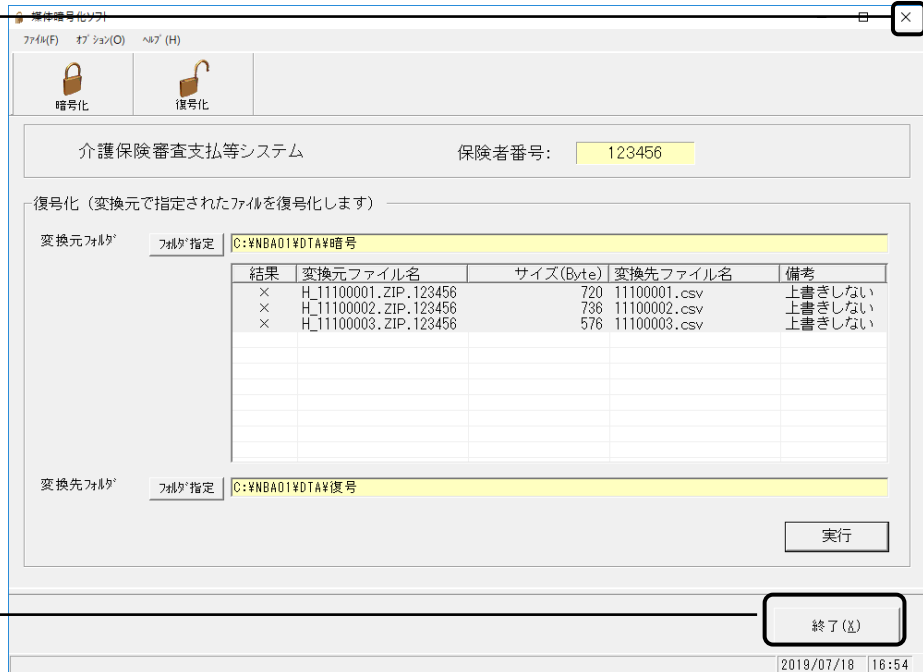 媒体暗号化ソフト
ﾌｧｲﾙ(F) ｵﾌﾟｼｮﾝ(O) ﾍﾙﾌﾟ(H)
暗号化 復号化
介護保険審査支払等システム 保険者番号: 123456
復号化（変換元で指定されたﾌｧｲﾙを復号化します）
変換元ﾌｫﾙﾀﾞ ﾌｫﾙﾀﾞ指定 C:¥NBA01¥DTA¥暗号
結果 変換元ファイル名 サイズ(Byte) 変換先ファイル名 備考
× H_11100001.ZIP.123456 720 11100001.csv 上書きしない
× H_11100002.ZIP.123456 736 11100002.csv 上書きしない
× H_11100003.ZIP.123456 576 11100003.csv 上書きしない
変換先ﾌｫﾙﾀﾞ ﾌｫﾙﾀﾞ指定 C:¥NBA01¥DTA¥復号
実行
終了(X)
2019/07/18 16:54